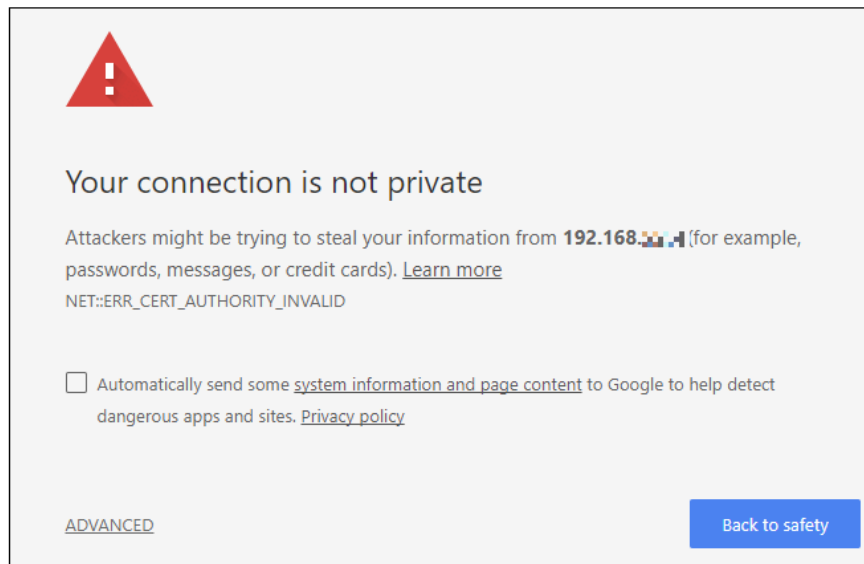 Your connection is not private
Attackers might be trying to steal your information from 192.168. (for example,
passwords, messages, or credit cards). Learn more
NET::ERR_CERT_AUTHORITY_INVALID
Automatically send some system information and page content to Google to help detect
dangerous apps and sites. Privacy policy
ADVANCED
Back to safety